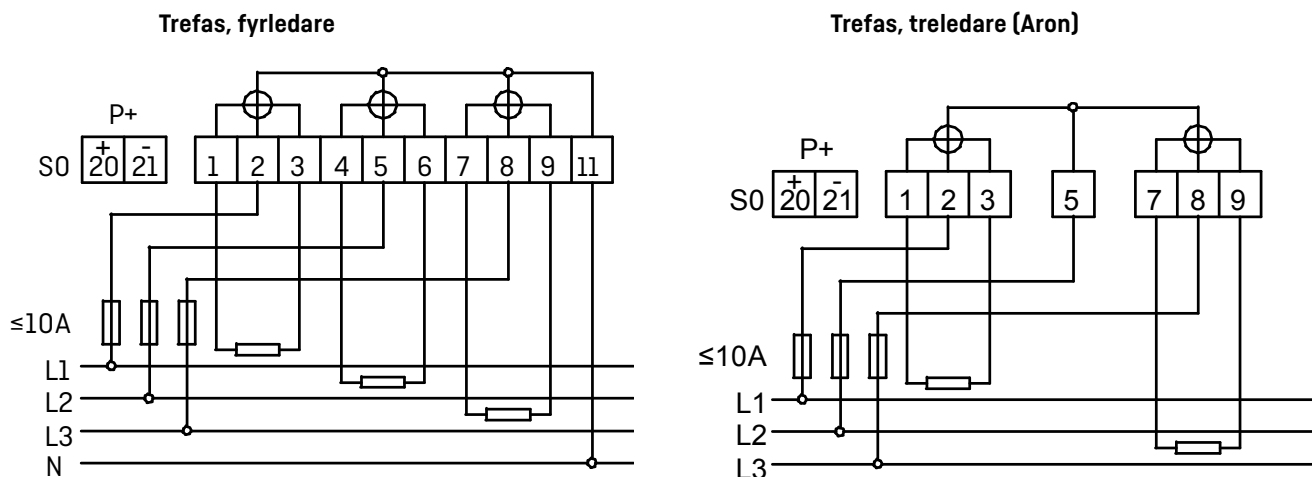 Trefas, fyrledare
P+
+ -
S0 20 21 1 2 3 4 5 6 7 8 9 11
≤10A
L1
L2
L3
N
Trefas, treledare (Aron)
P+
+ -
S0 20 21 1 2 3 5 7 8 9
≤10A
L1
L2
L3